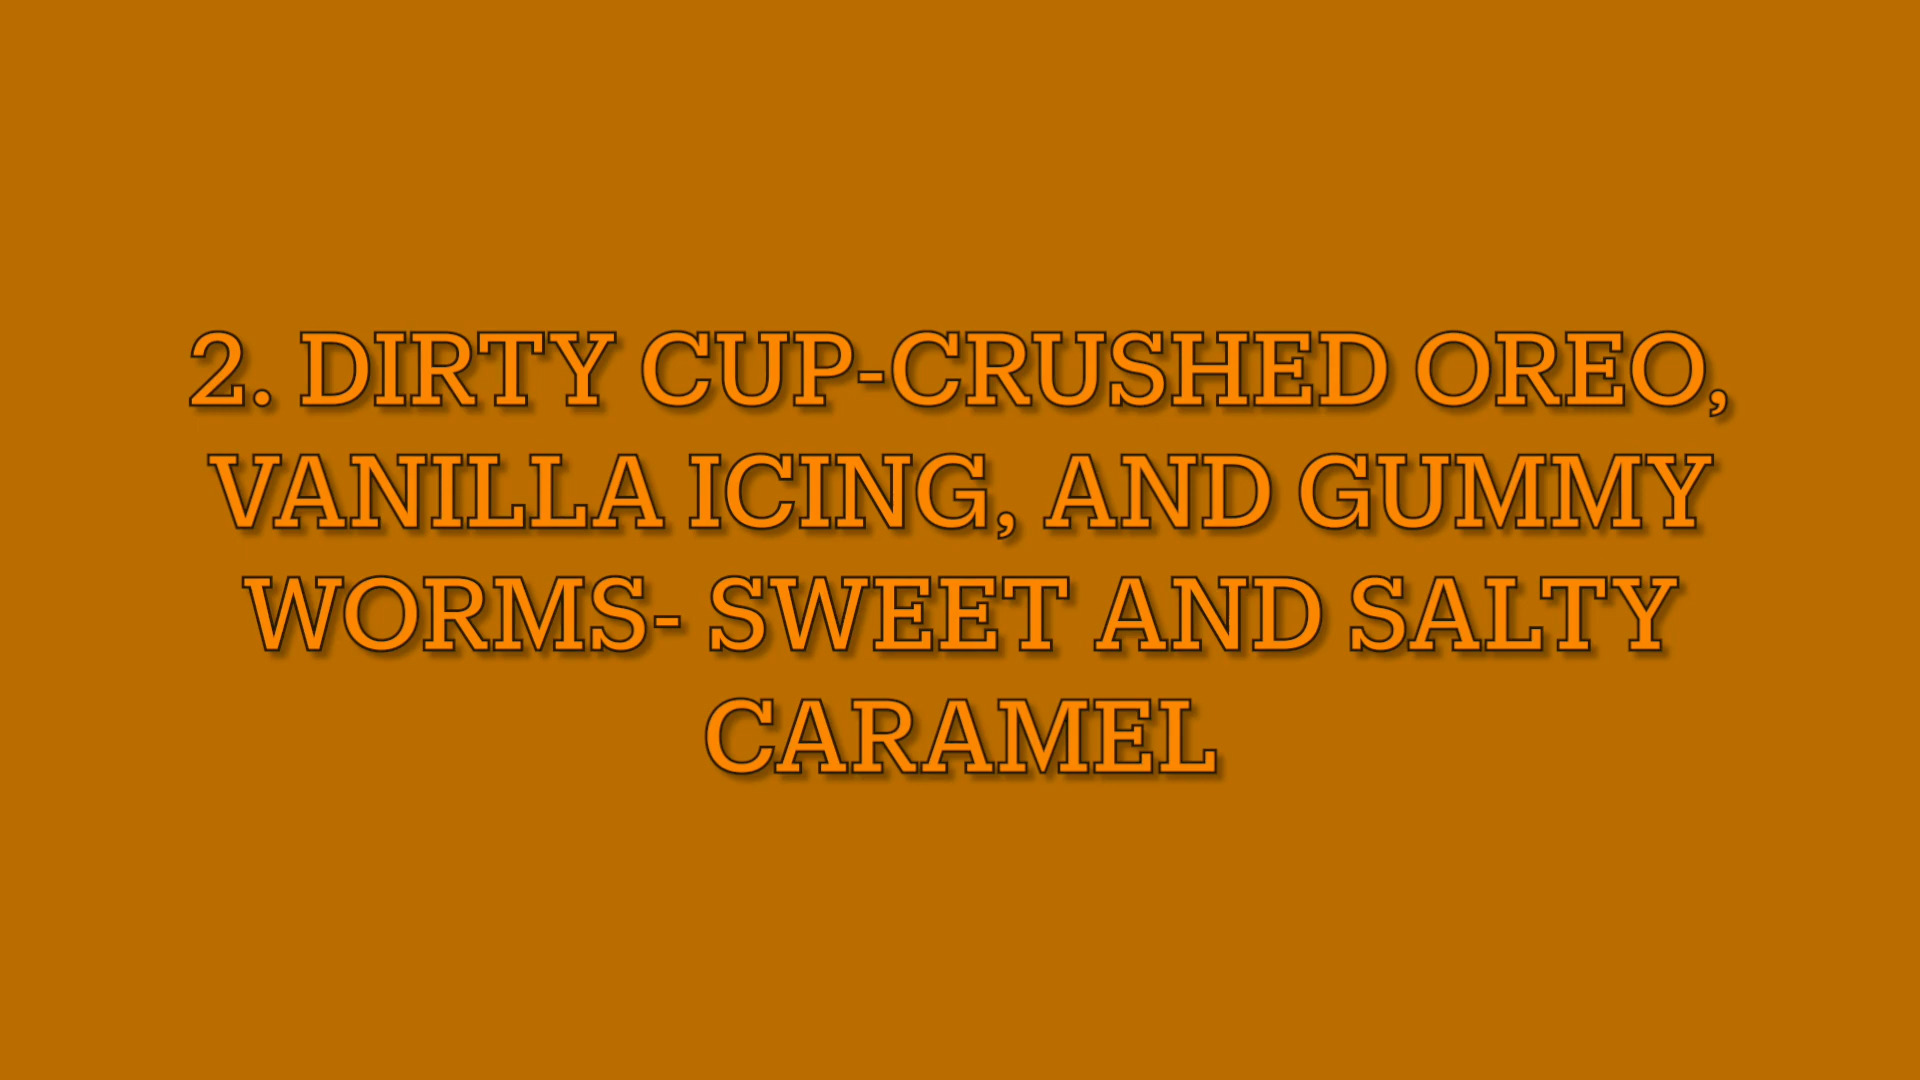 2. DIRTY CUP-CRUSHED OREO,
VANILLA ICING, AND GUMMY
WORMS- SWEET AND SALTY
CARAMEL